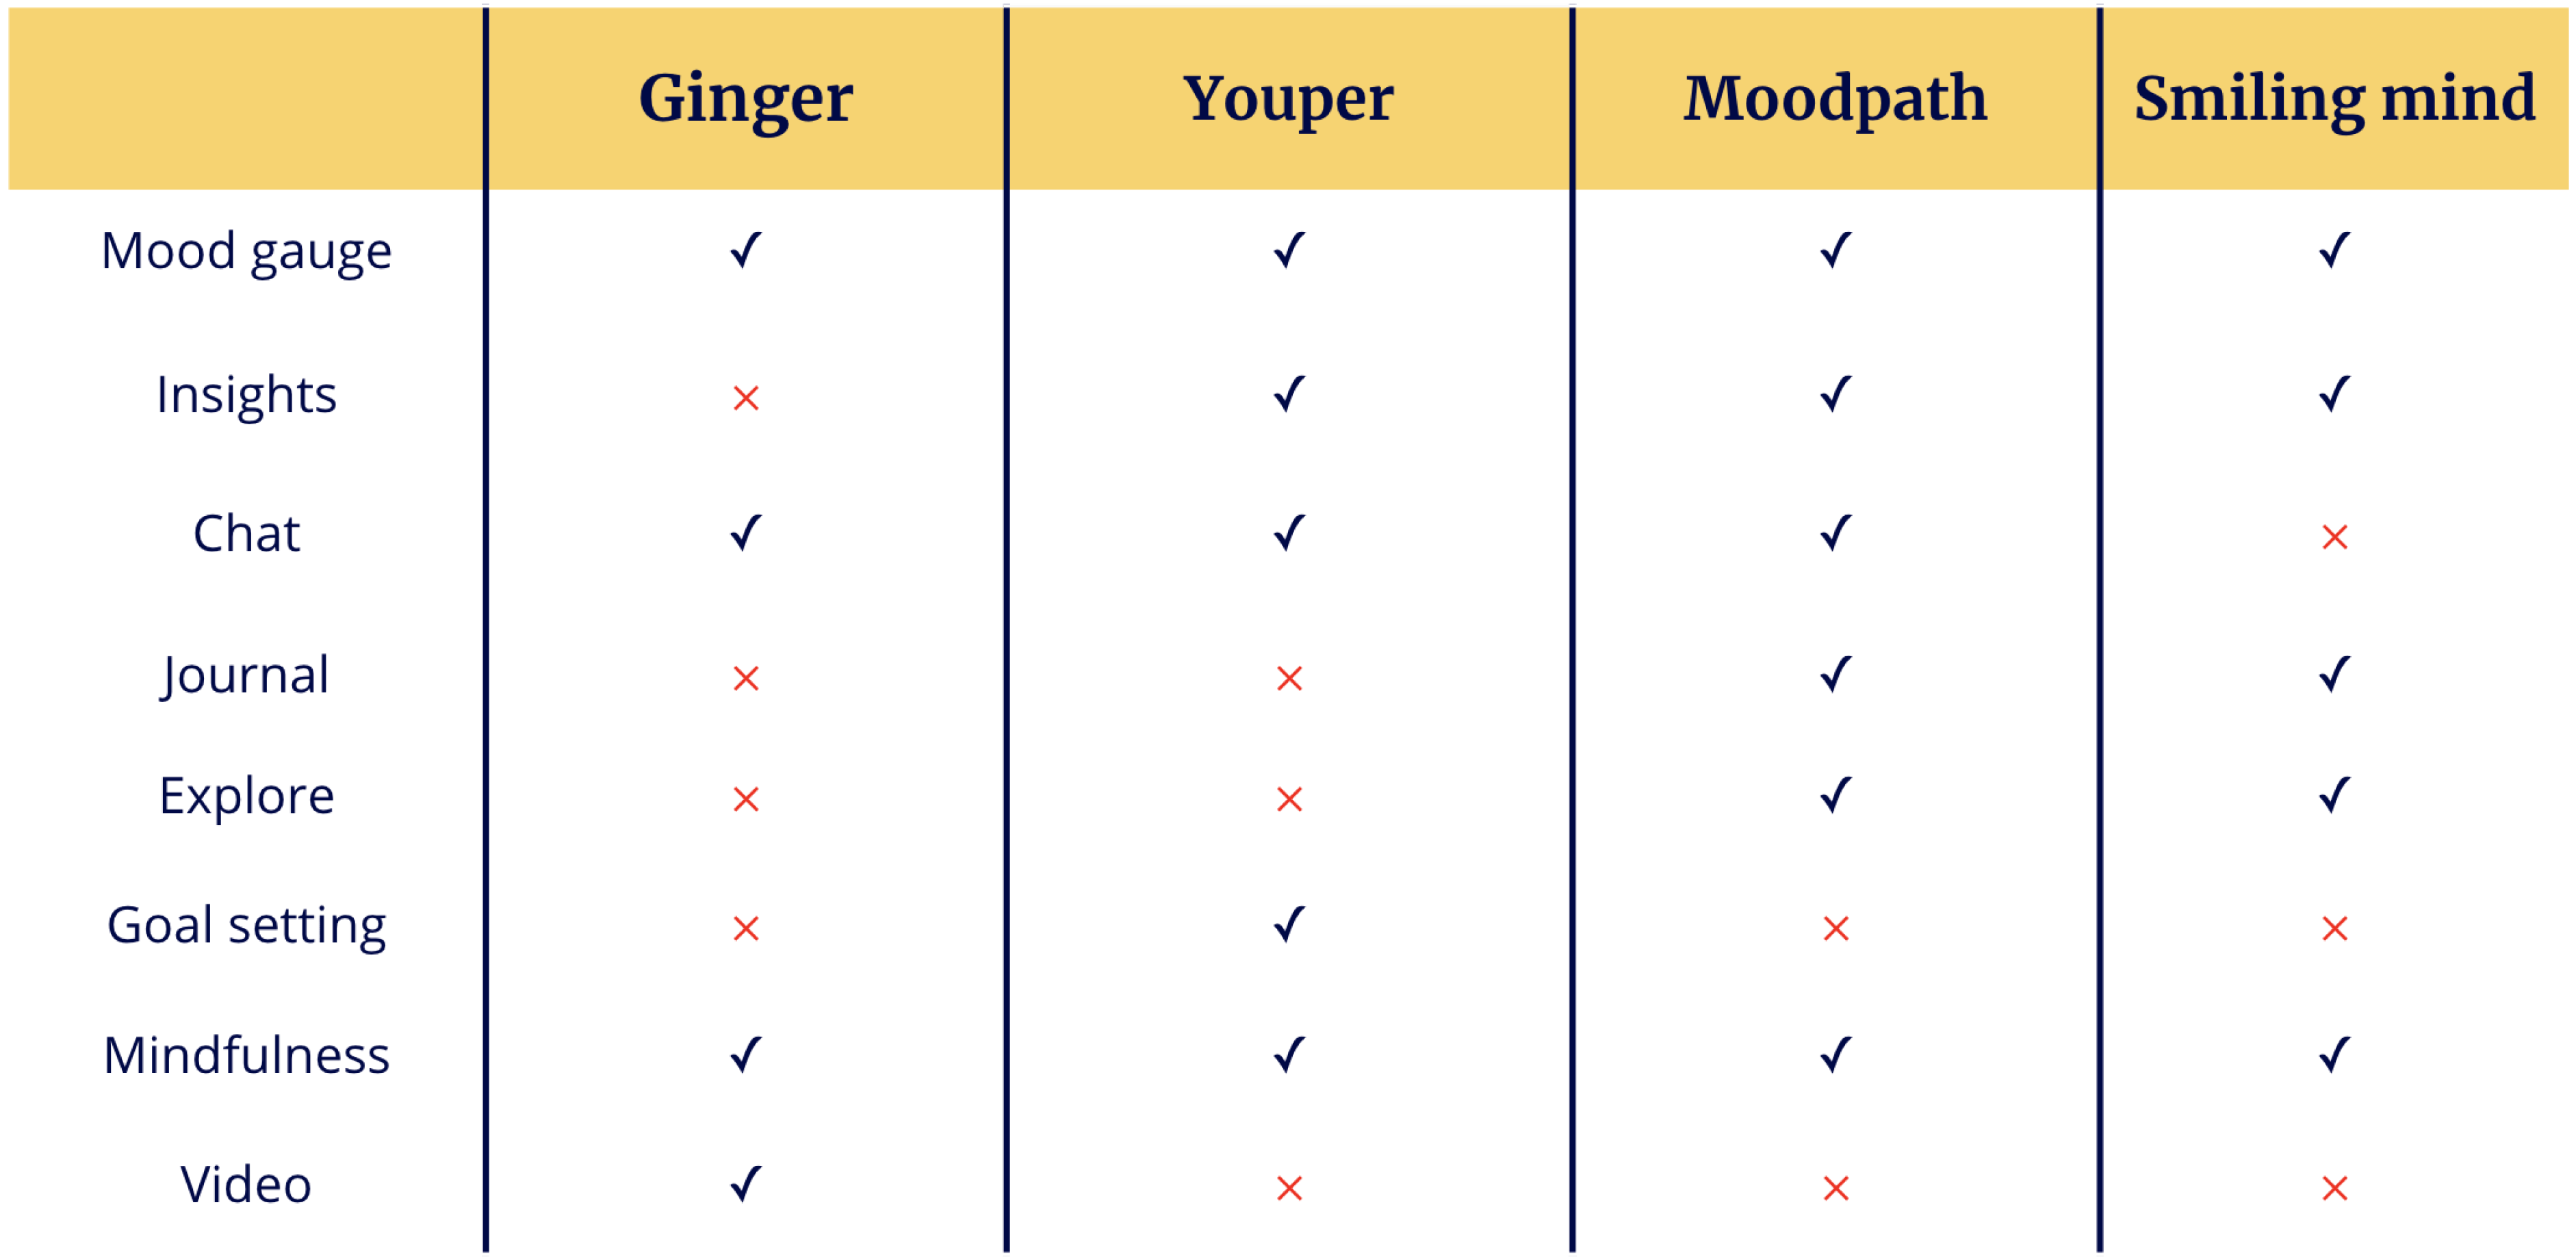 Ginger Youper Moodpath Smiling mind
Mood gauge ✓ ✓ ✓ ✓
Insights × ✓ ✓ ✓
Chat ✓ ✓ ✓ ×
Journal × × ✓ ✓
Explore × × ✓ ✓
Goal setting × ✓ × ×
Mindfulness ✓ ✓ ✓ ✓
Video ✓ × × ×